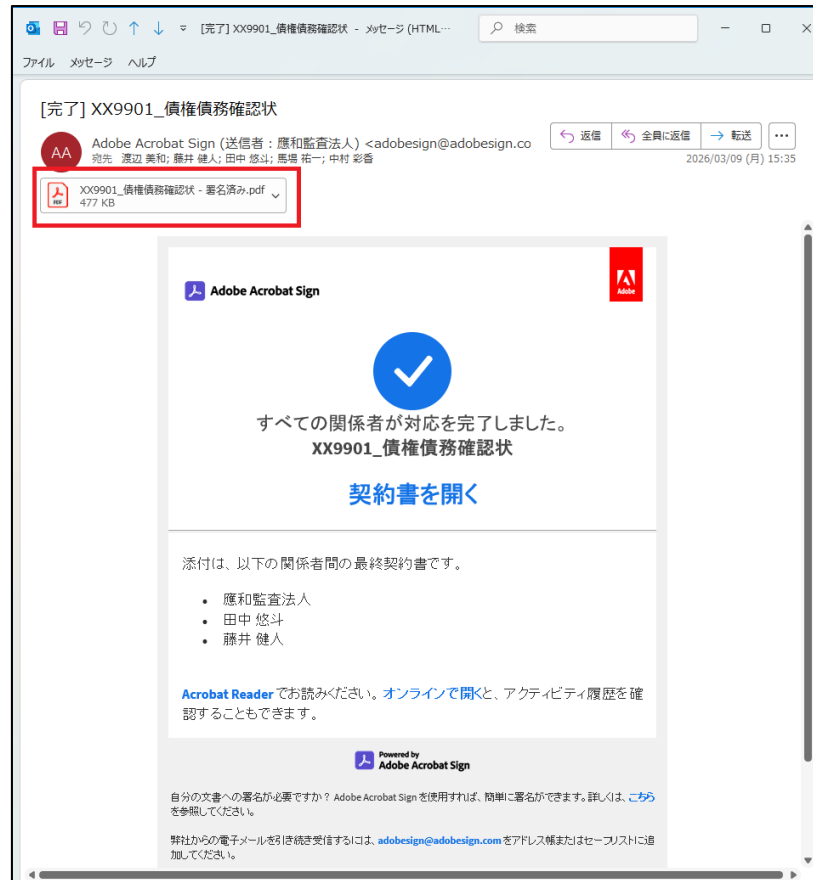 [完了] XX9901_債権債務確認状 - メッセージ (HTML…
検索
ファイル メッセージ ヘルプ
[完了] XX9901_債権債務確認状
AA
Adobe Acrobat Sign (送信者：應和監査法人) <adobesign@adobesign.co
返信
全員に返信
転送
宛先 渡辺 美和; 藤井 健人; 田中 悠斗; 馬場 祐一; 中村 彩香
2026/03/09 (月) 15:35
PDF
XX9901_債権債務確認状 - 署名済み.pdf
477 KB
Adobe Acrobat Sign
Adobe
すべての関係者が対応を完了しました。
XX9901_債権債務確認状
契約書を開く
添付は、以下の関係者間の最終契約書です。
• 應和監査法人
• 田中 悠斗
• 藤井 健人
Acrobat Reader でお読みください。オンラインで開くと、アクティビティ履歴を確
認することもできます。
Powered by
Adobe Acrobat Sign
自分の文書への署名が必要ですか？ Adobe Acrobat Sign を使用すれば、簡単に署名ができます。詳しくは、こちら
を参照してください。
弊社からの電子メールを引き続き受信するには、adobesign@adobesign.com をアドレス帳またはセーフリストに追
加してください。